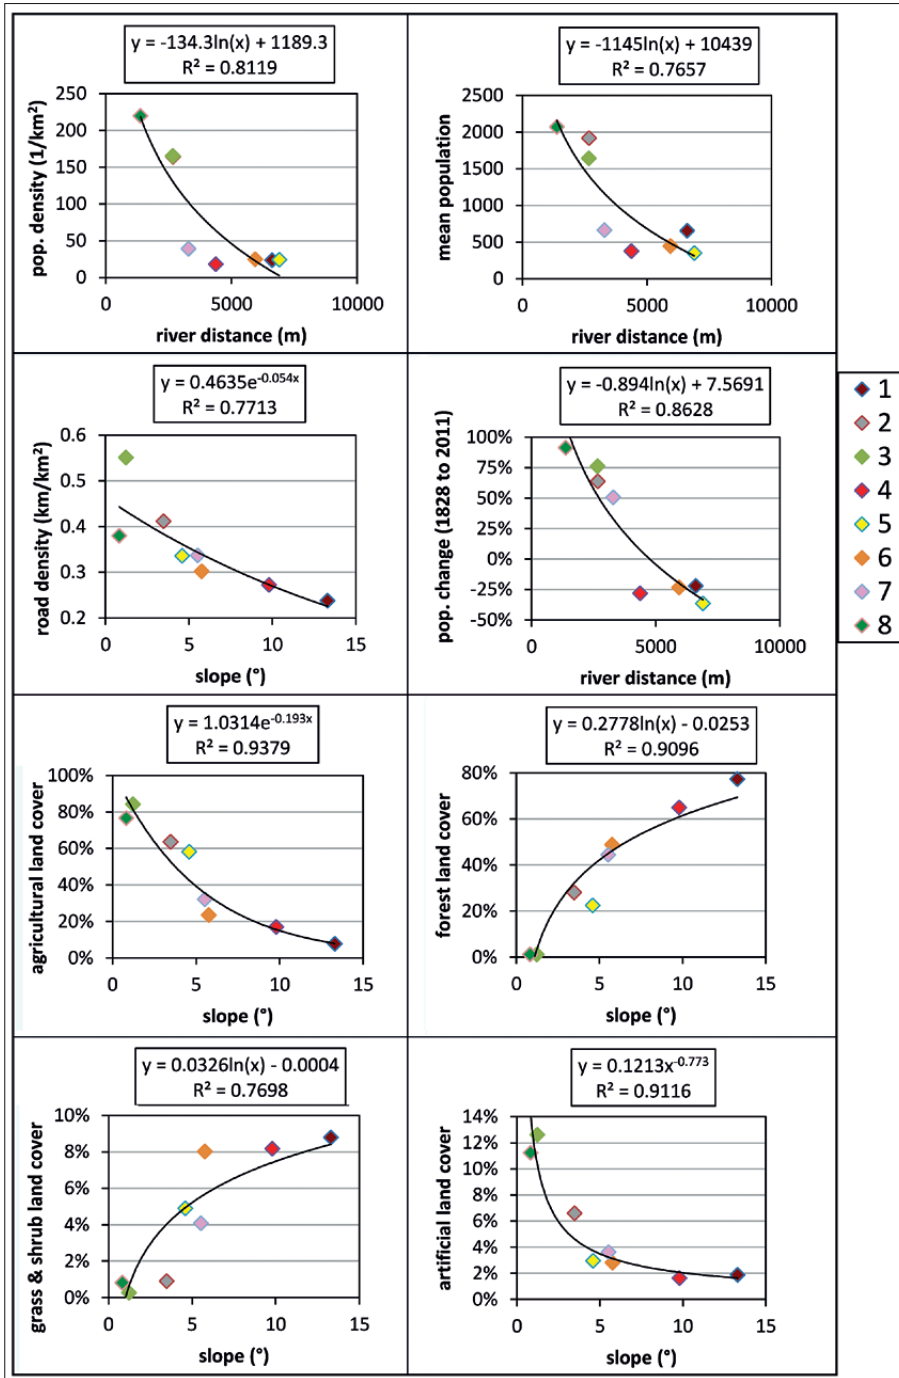 y = -134.3ln(x) + 1189.3
R² = 0.8119
pop. density (1/km²)
250
200
150
100
50
0
0 5000 10000
river distance (m)
y = -1145ln(x) + 10439
R² = 0.7657
mean population
2500
2000
1500
1000
500
0
0 5000 10000
river distance (m)
y = 0.4635e^-0.054x
R² = 0.7713
road density (km/km²)
0.6
0.5
0.4
0.3
0.2
0 5 10 15
slope (°)
y = -0.894ln(x) + 7.5691
R² = 0.8628
pop. change (1828 to 2011)
100%
75%
50%
25%
0%
-25%
-50%
0 5000 10000
river distance (m)
1
2
3
4
5
6
7
8
y = 1.0314e^-0.193x
R² = 0.9379
agricultural land cover
100%
80%
60%
40%
20%
0%
0 5 10 15
slope (°)
y = 0.2778ln(x) - 0.0253
R² = 0.9096
forest land cover
80%
60%
40%
20%
0%
0 5 10 15
slope (°)
y = 0.0326ln(x) - 0.0004
R² = 0.7698
grass & shrub land cover
10%
8%
6%
4%
2%
0%
0 5 10 15
slope (°)
y = 0.1213x^-0.773
R² = 0.9116
artificial land cover
14%
12%
10%
8%
6%
4%
2%
0%
0 5 10 15
slope (°)